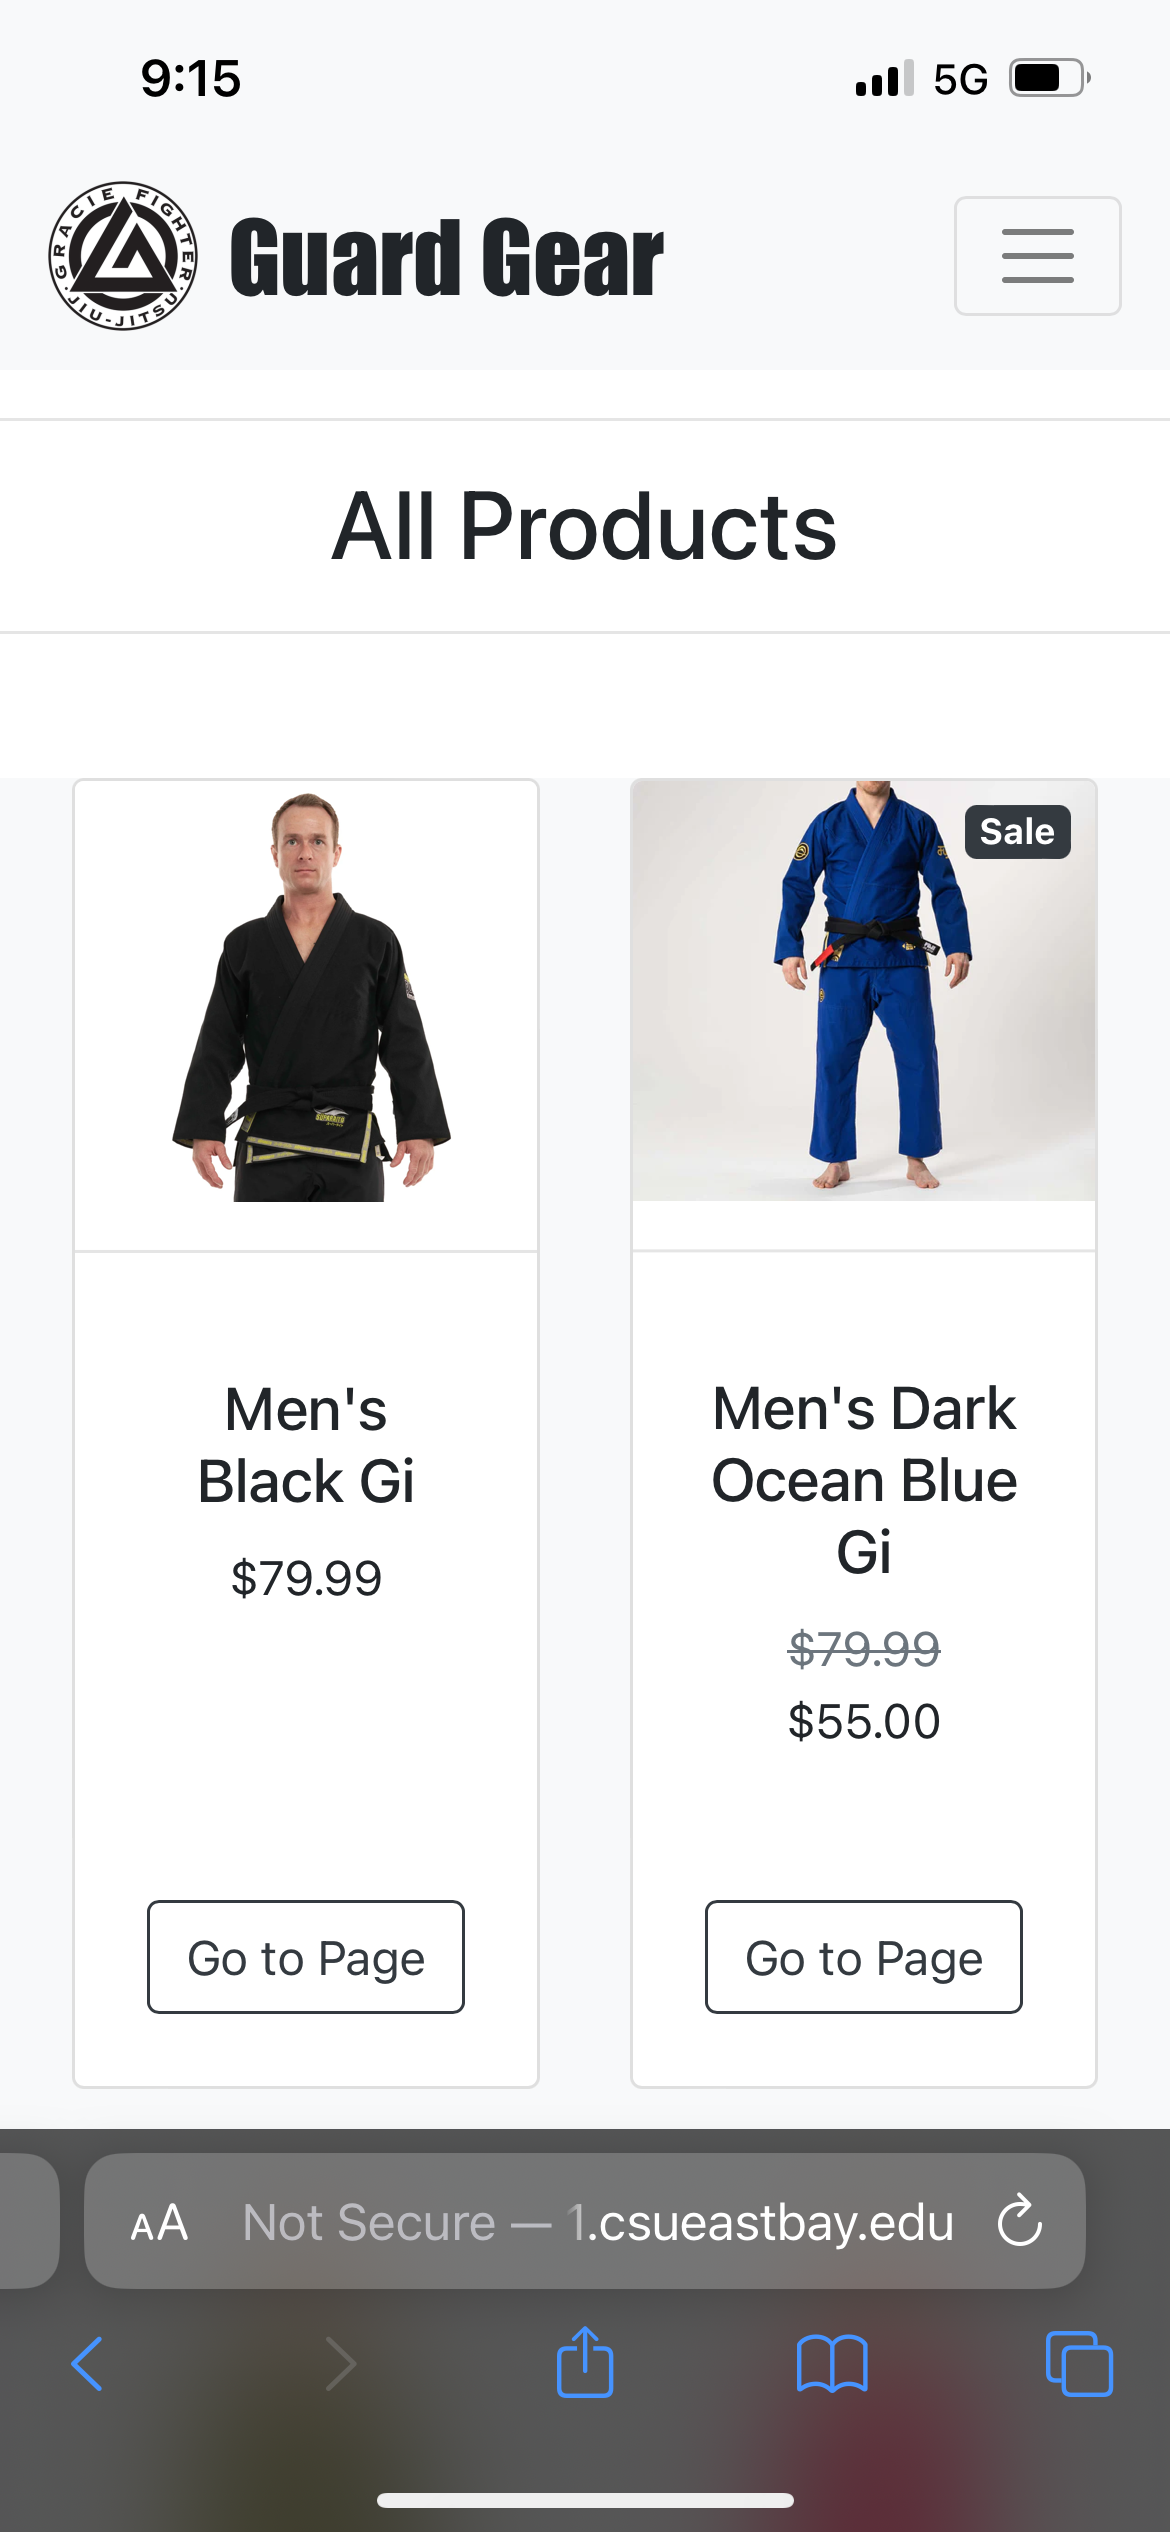 9:15
5G
GRACIE FIGHTER
JIU-JITSU
Guard Gear
All Products
Sale
Men's
Black Gi
$79.99
Men's Dark
Ocean Blue
Gi
$79.99
$55.00
Go to Page
Go to Page
AA
Not Secure — 1.csueastbay.edu